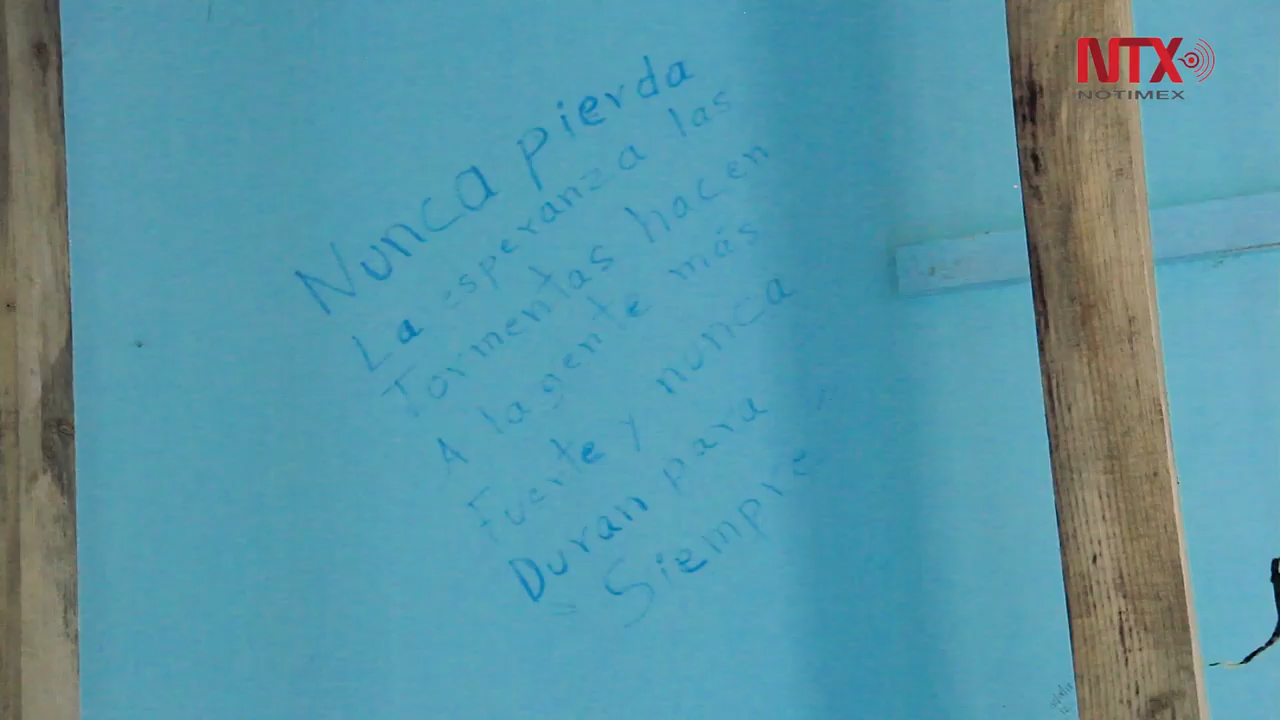 NTX
NOTIMEX
Nunca pierda
La esperanza las
Tormentas hacen
A la gente más
Fuerte y nunca
Duran para
Siempre